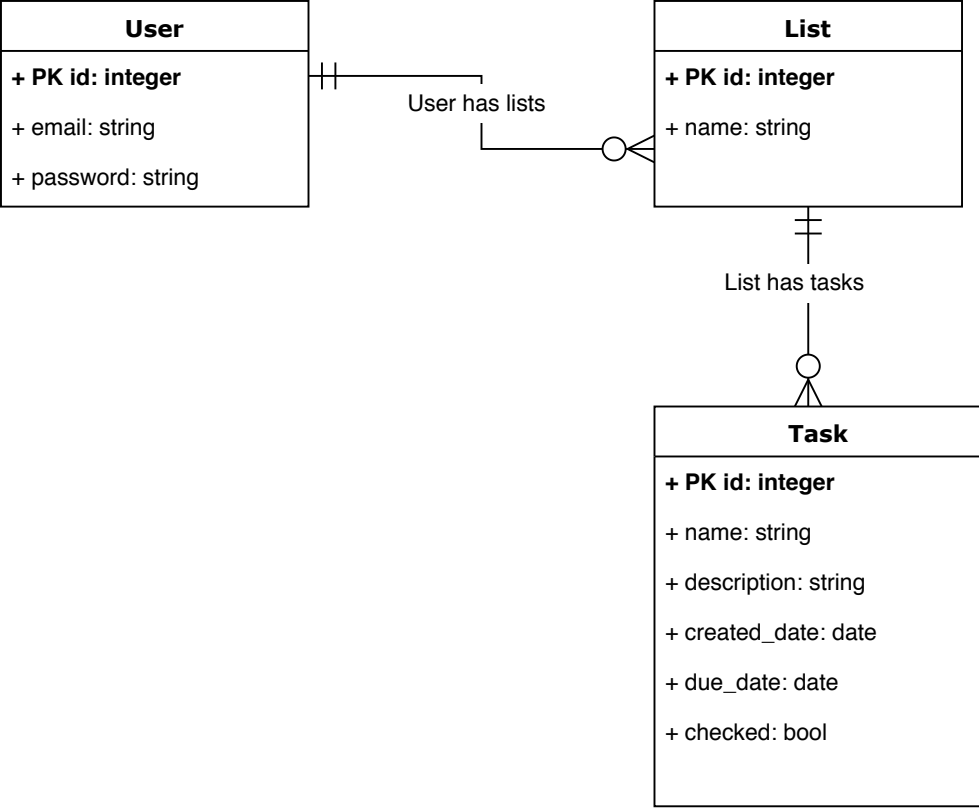 User
+ PK id: integer
+ email: string
+ password: string
User has lists
List
+ PK id: integer
+ name: string
List has tasks
Task
+ PK id: integer
+ name: string
+ description: string
+ created_date: date
+ due_date: date
+ checked: bool